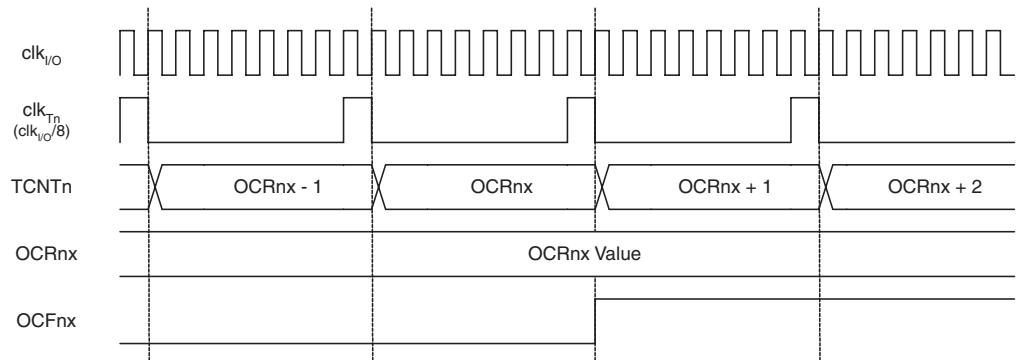 clkI/O
clkTn
(clkI/O/8)
TCNTn OCRnx - 1 OCRnx OCRnx + 1 OCRnx + 2
OCRnx OCRnx Value
OCFnx